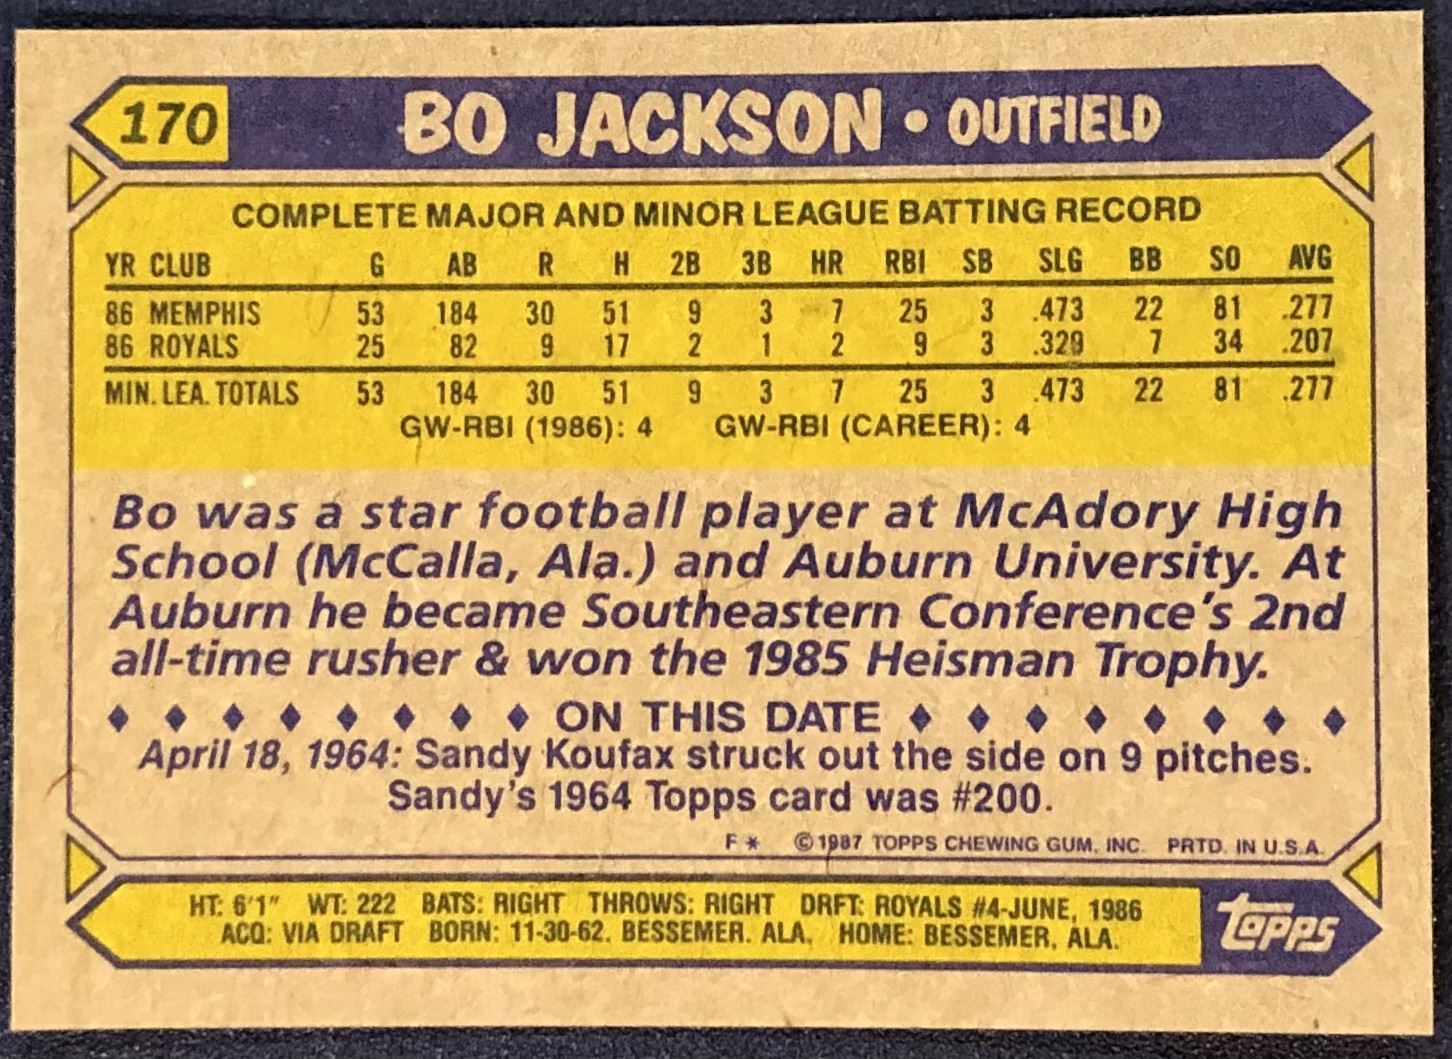 170 BO JACKSON • OUTFIELD
COMPLETE MAJOR AND MINOR LEAGUE BATTING RECORD
YR CLUB G AB R H 2B 3B HR RBI SB SLG BB SO AVG
86 MEMPHIS 53 184 30 51 9 3 7 25 3 .473 22 81 .277
86 ROYALS 25 82 9 17 2 1 2 9 3 .329 7 34 .207
MIN. LEA. TOTALS 53 184 30 51 9 3 7 25 3 .473 22 81 .277
GW-RBI (1986): 4 GW-RBI (CAREER): 4
Bo was a star football player at McAdory High
School (McCalla, Ala.) and Auburn University. At
Auburn he became Southeastern Conference's 2nd
all-time rusher & won the 1985 Heisman Trophy.
♦ ♦ ♦ ♦ ♦ ♦ ♦ ♦ ON THIS DATE ♦ ♦ ♦ ♦ ♦ ♦ ♦ ♦
April 18, 1964: Sandy Koufax struck out the side on 9 pitches.
Sandy's 1964 Topps card was #200.
F * © 1987 TOPPS CHEWING GUM, INC. PRTD. IN U.S.A.
HT: 6'1" WT: 222 BATS: RIGHT THROWS: RIGHT DRFT: ROYALS #4-JUNE, 1986
ACQ: VIA DRAFT BORN: 11-30-62, BESSEMER, ALA. HOME: BESSEMER, ALA.
Topps